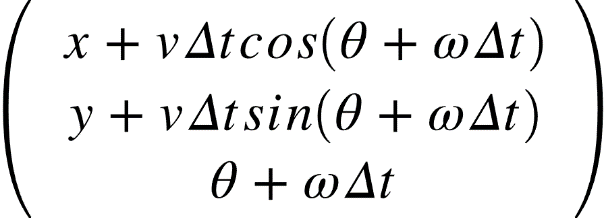 x + vΔtcos(θ + ωΔt)
y + vΔtsin(θ + ωΔt)
θ + ωΔt